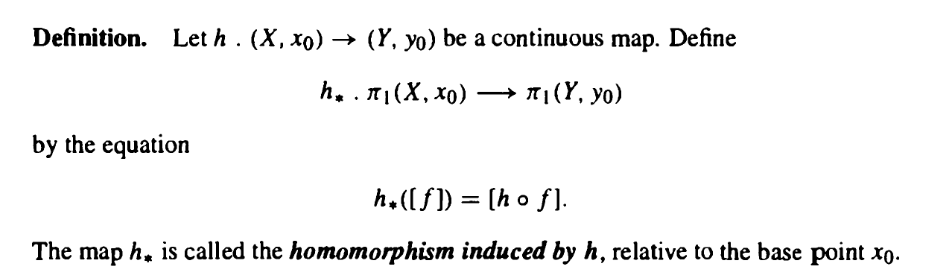 Definition. Let h . (X, x₀) → (Y, y₀) be a continuous map. Define
h₊ . π₁(X, x₀) ⟶ π₁(Y, y₀)
by the equation
h₊([f]) = [h ∘ f].
The map h₊ is called the homomorphism induced by h, relative to the base point x₀.